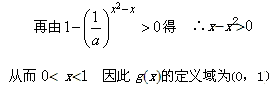 再由1-(1/a)^{x²-x}>0得 ∴x-x²>0
从而 0< x<1 因此 g(x)的定义域为(0，1)